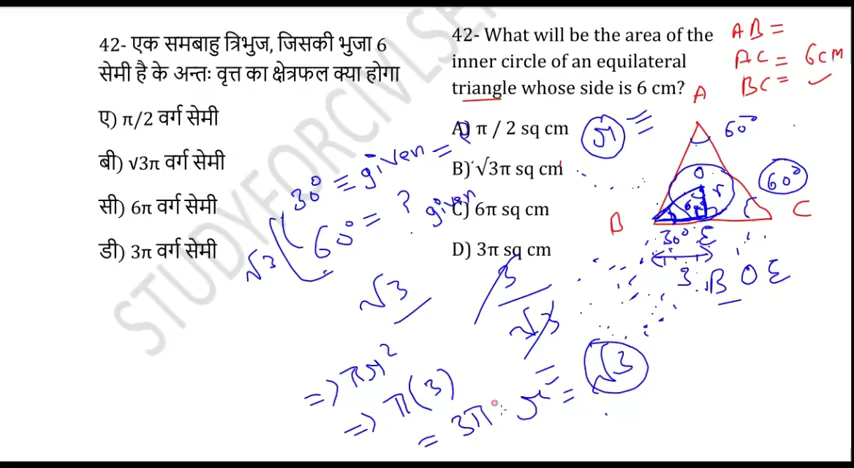 42- एक समबाहु त्रिभुज, जिसकी भुजा 6
सेमी है के अन्तः वृत्त का क्षेत्रफल क्या होगा
ए) π/2 वर्ग सेमी
बी) √3π वर्ग सेमी
सी) 6π वर्ग सेमी
डी) 3π वर्ग सेमी
42- What will be the area of the
inner circle of an equilateral
triangle whose side is 6 cm?
A) π / 2 sq cm
B) √3π sq cm
C) 6π sq cm
D) 3π sq cm
AB =
AC = 6cm
BC =
A
60°
60°
O
r
B
C
30° E
3
BOE
30° = given = ?
60° = ? given
√3
√3
3
√3
=> πr²
=> π(3)
= 3π
r = √3
STUDYFORCIVILSER